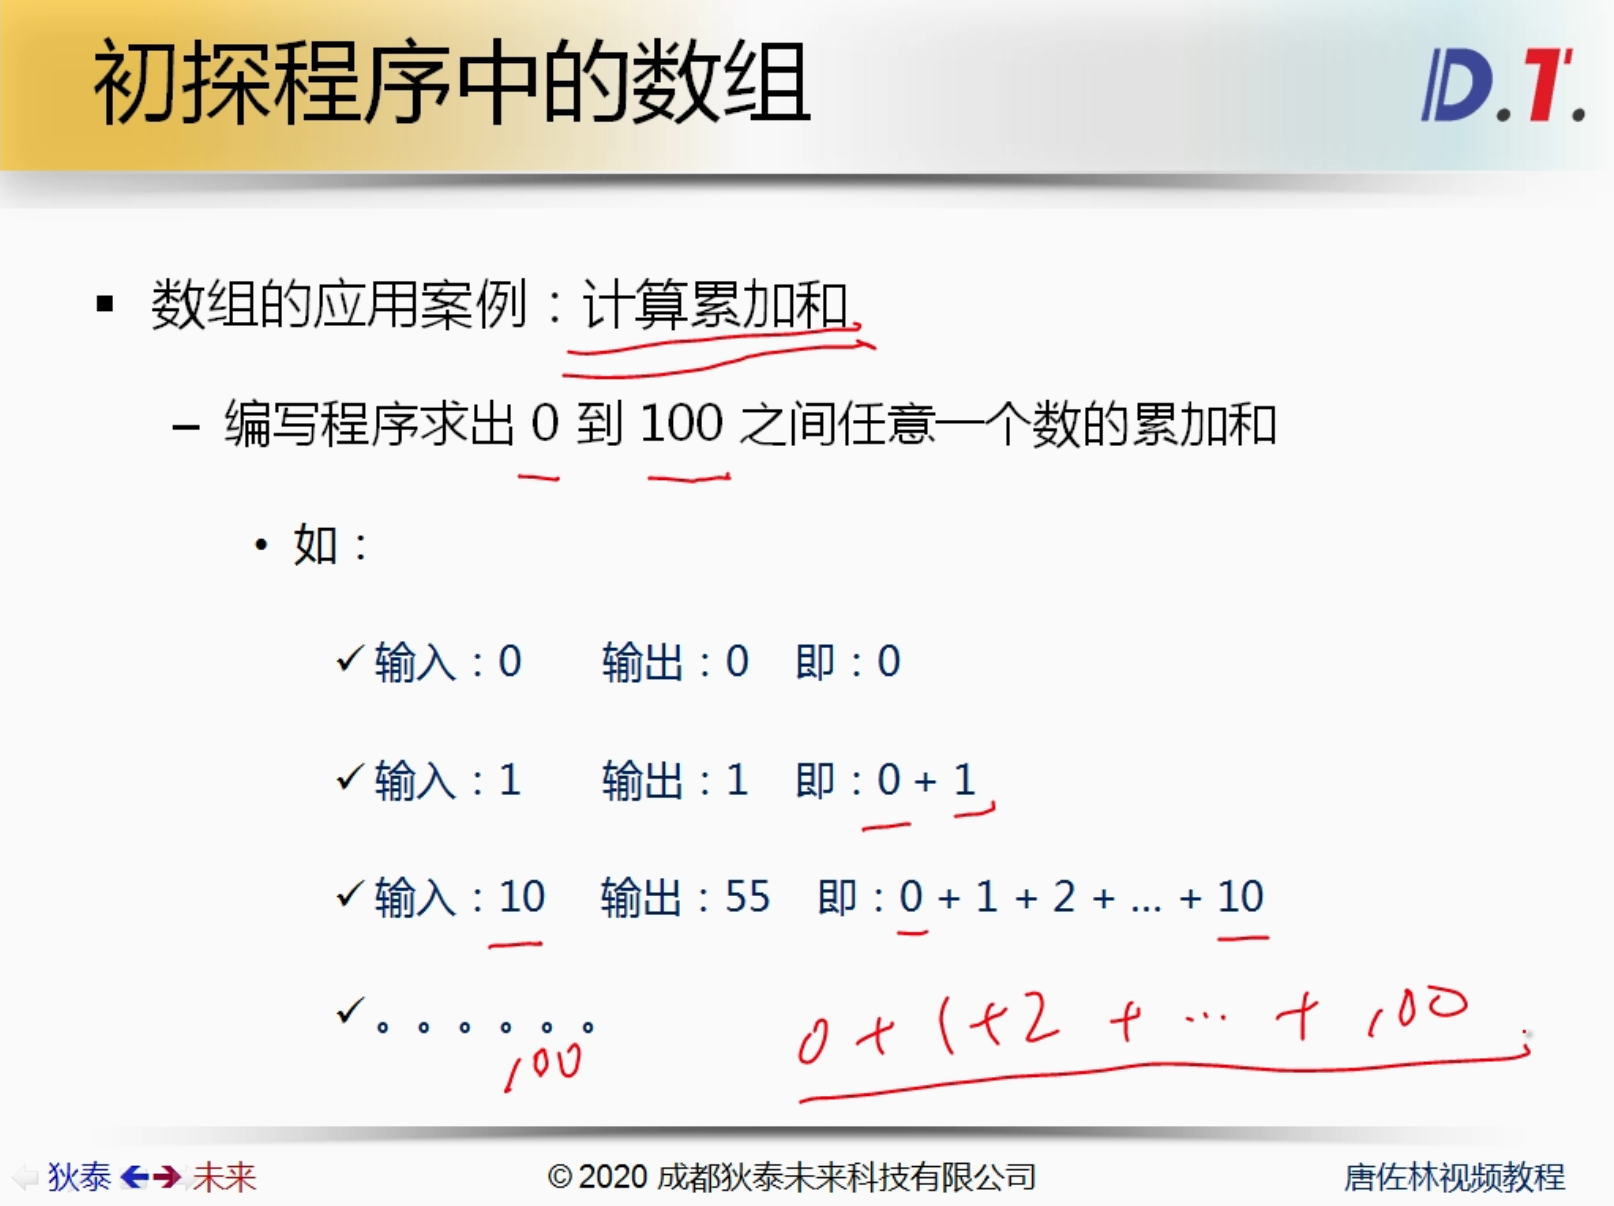 初探程序中的数组
D.T.
▪ 数组的应用案例：计算累加和
– 编写程序求出 0 到 100 之间任意一个数的累加和
• 如：
✓ 输入：0 输出：0 即：0
✓ 输入：1 输出：1 即：0 + 1
✓ 输入：10 输出：55 即：0 + 1 + 2 + ... + 10
✓ 。。。。。。
0 + 1 + 2 + ... + 100
100
狄泰 未来
© 2020 成都狄泰未来科技有限公司
唐佐林视频教程